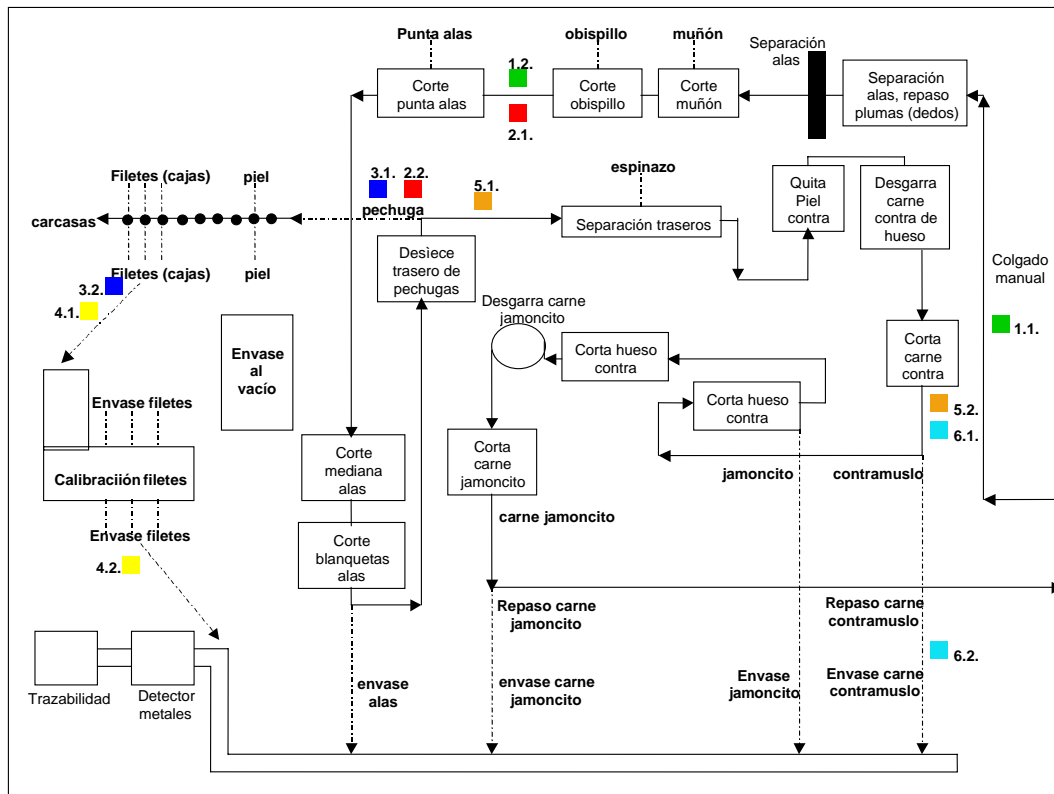 Punta alas
obispillo
muñón
Separación
alas
1.2.
2.1.
Corte
punta alas
Corte
obispillo
Corte
muñón
Separación
alas, repaso
plumas (dedos)
Filetes (cajas)
piel
3.1.
2.2.
5.1.
espinazo
Quita
Piel
contra
Desgarra
carne
contra de
hueso
carcasas
pechuga
Separación traseros
Filetes (cajas)
piel
Desìece
trasero de
pechugas
Colgado
manual
3.2.
4.1.
Desgarra carne
jamoncito
1.1.
Envase
al
vacío
Corta hueso
contra
Corta
carne
contra
Envase filetes
Corta hueso
contra
5.2.
6.1.
Calibraciión filetes
Corte
mediana
alas
Corta
carne
jamoncito
jamoncito
contramuslo
Envase filetes
carne jamoncito
4.2.
Corte
blanquetas
alas
Repaso carne
jamoncito
Repaso carne
contramuslo
6.2.
Trazabilidad
Detector
metales
envase
alas
envase carne
jamoncito
Envase
jamoncito
Envase carne
contramuslo